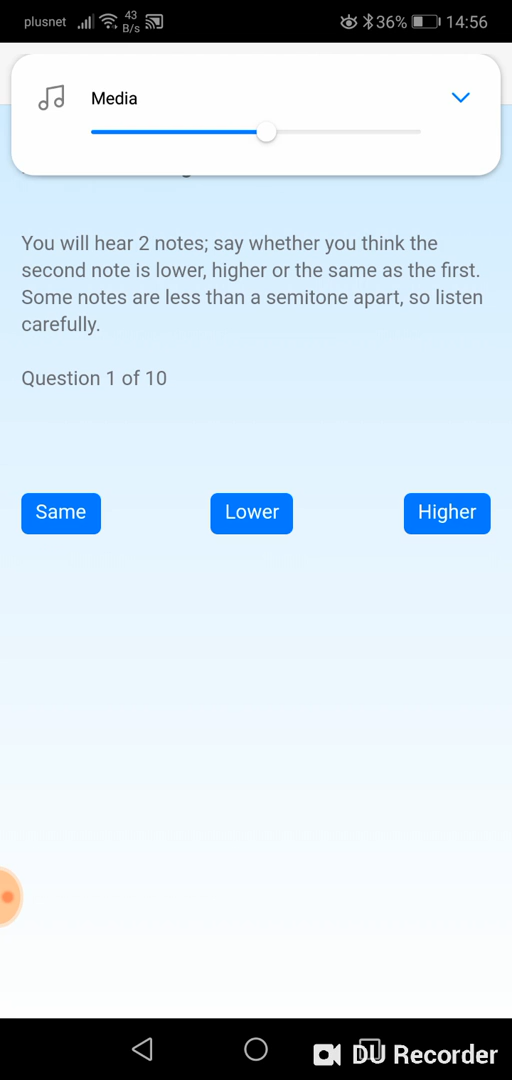 plusnet 43 B/s 36% 14:56
Media
You will hear 2 notes; say whether you think the
second note is lower, higher or the same as the first.
Some notes are less than a semitone apart, so listen
carefully.
Question 1 of 10
Same Lower Higher
DU Recorder